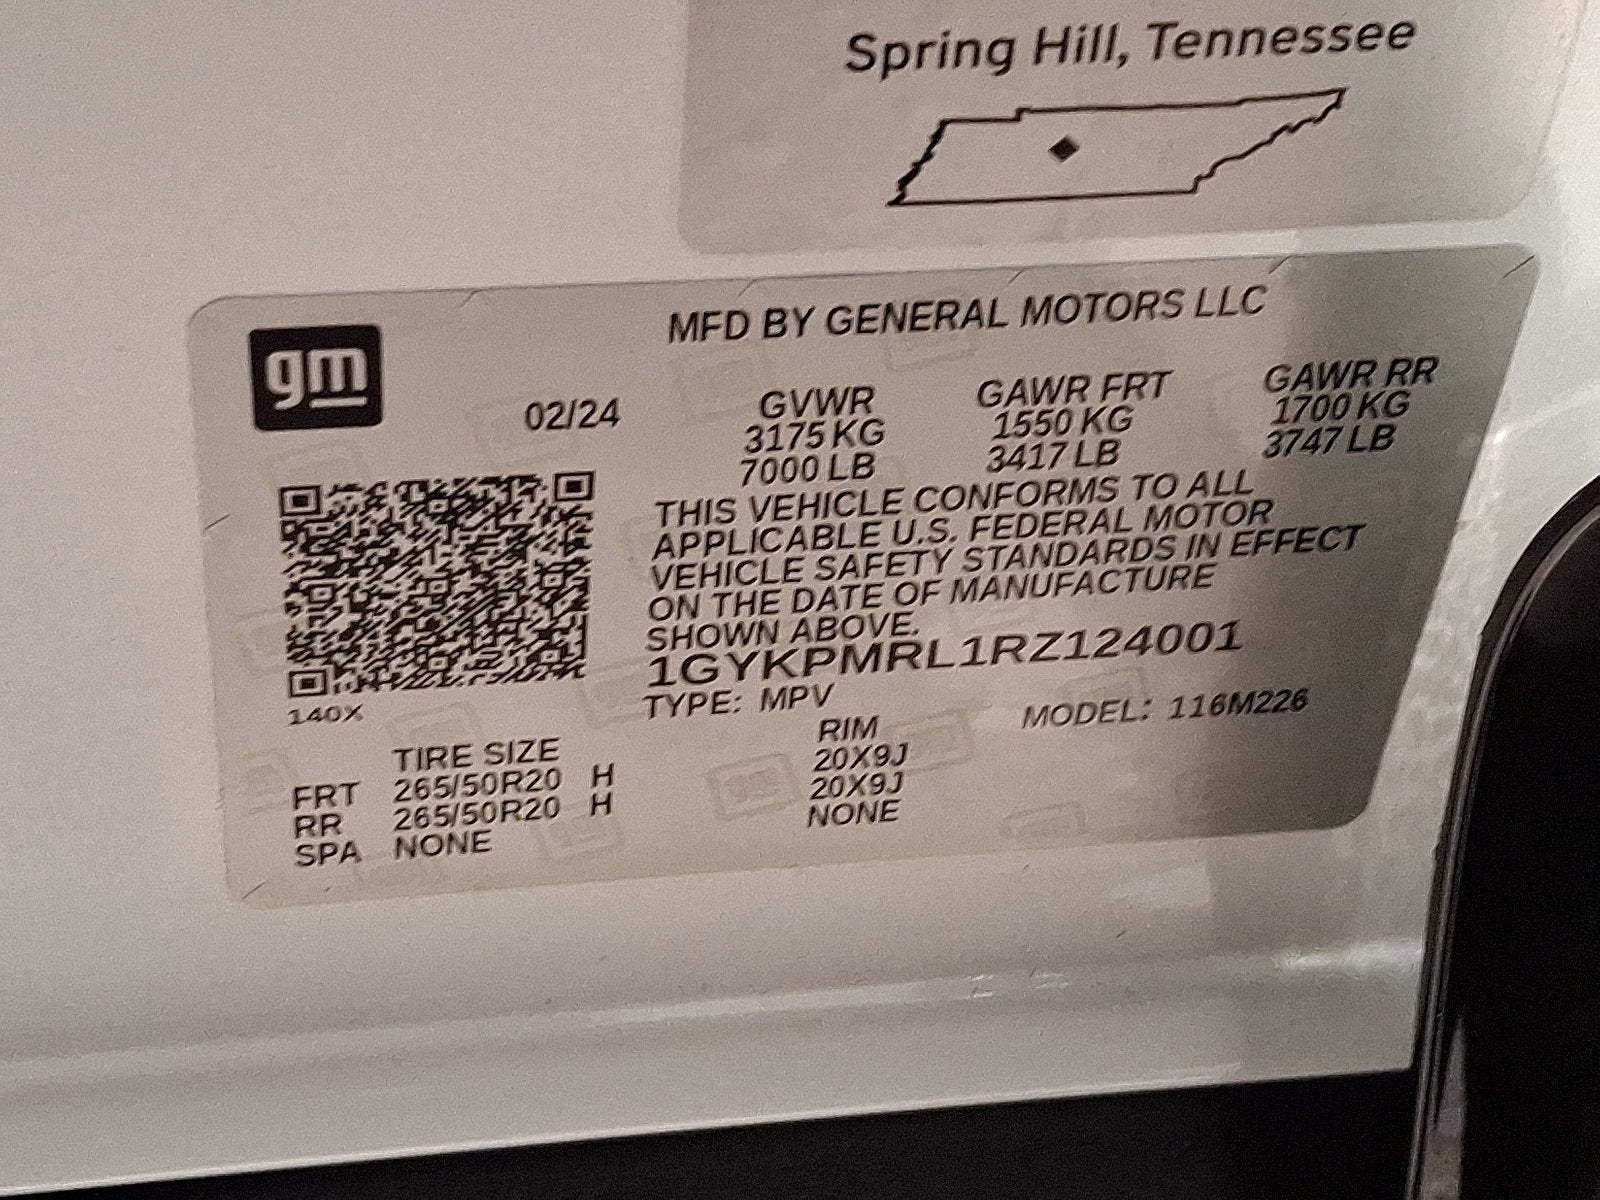 Spring Hill, Tennessee
gm
MFD BY GENERAL MOTORS LLC
02/24
GVWR GAWR FRT GAWR RR
3175 KG 1550 KG 1700 KG
7000 LB 3417 LB 3747 LB
THIS VEHICLE CONFORMS TO ALL
APPLICABLE U.S. FEDERAL MOTOR
VEHICLE SAFETY STANDARDS IN EFFECT
ON THE DATE OF MANUFACTURE
SHOWN ABOVE.
1GYKPMRL1RZ124001
TYPE: MPV MODEL: 116M226
140X
TIRE SIZE RIM
FRT 265/50R20 H 20X9J
RR 265/50R20 H 20X9J
SPA NONE NONE